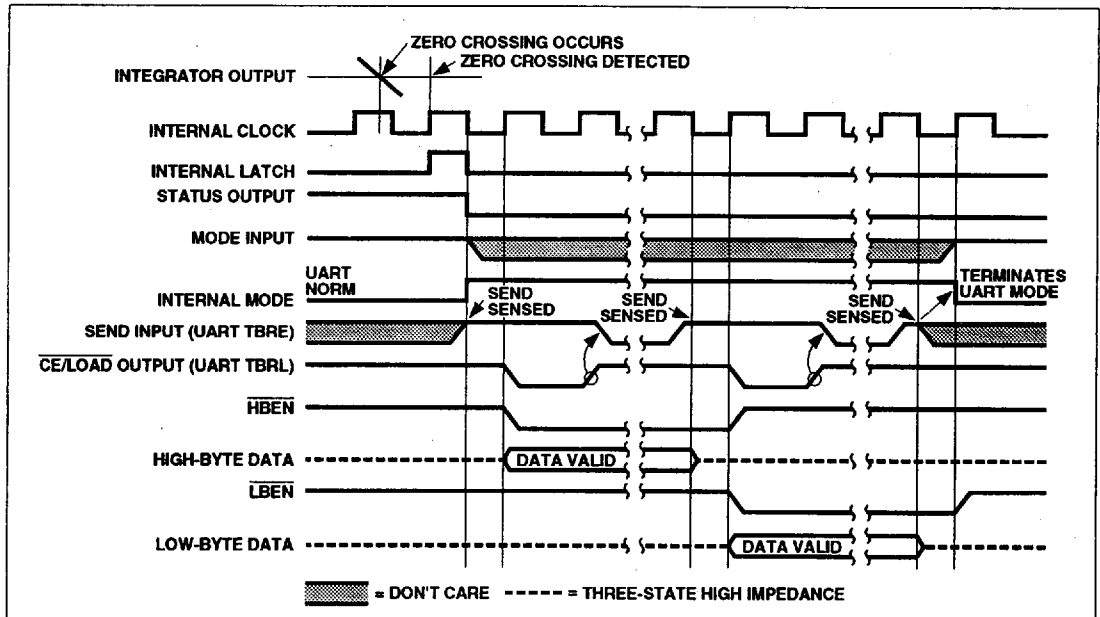 ZERO CROSSING OCCURS
ZERO CROSSING DETECTED
INTEGRATOR OUTPUT
INTERNAL CLOCK
INTERNAL LATCH
STATUS OUTPUT
MODE INPUT
UART
NORM
TERMINATES
UART MODE
INTERNAL MODE
SEND
SENSED
SEND
SENSED
SEND
SENSED
SEND INPUT (UART TBRE)
CE/LOAD OUTPUT (UART TBRL)
HBEN
HIGH-BYTE DATA
DATA VALID
LBEN
LOW-BYTE DATA
DATA VALID
= DON'T CARE
= THREE-STATE HIGH IMPEDANCE